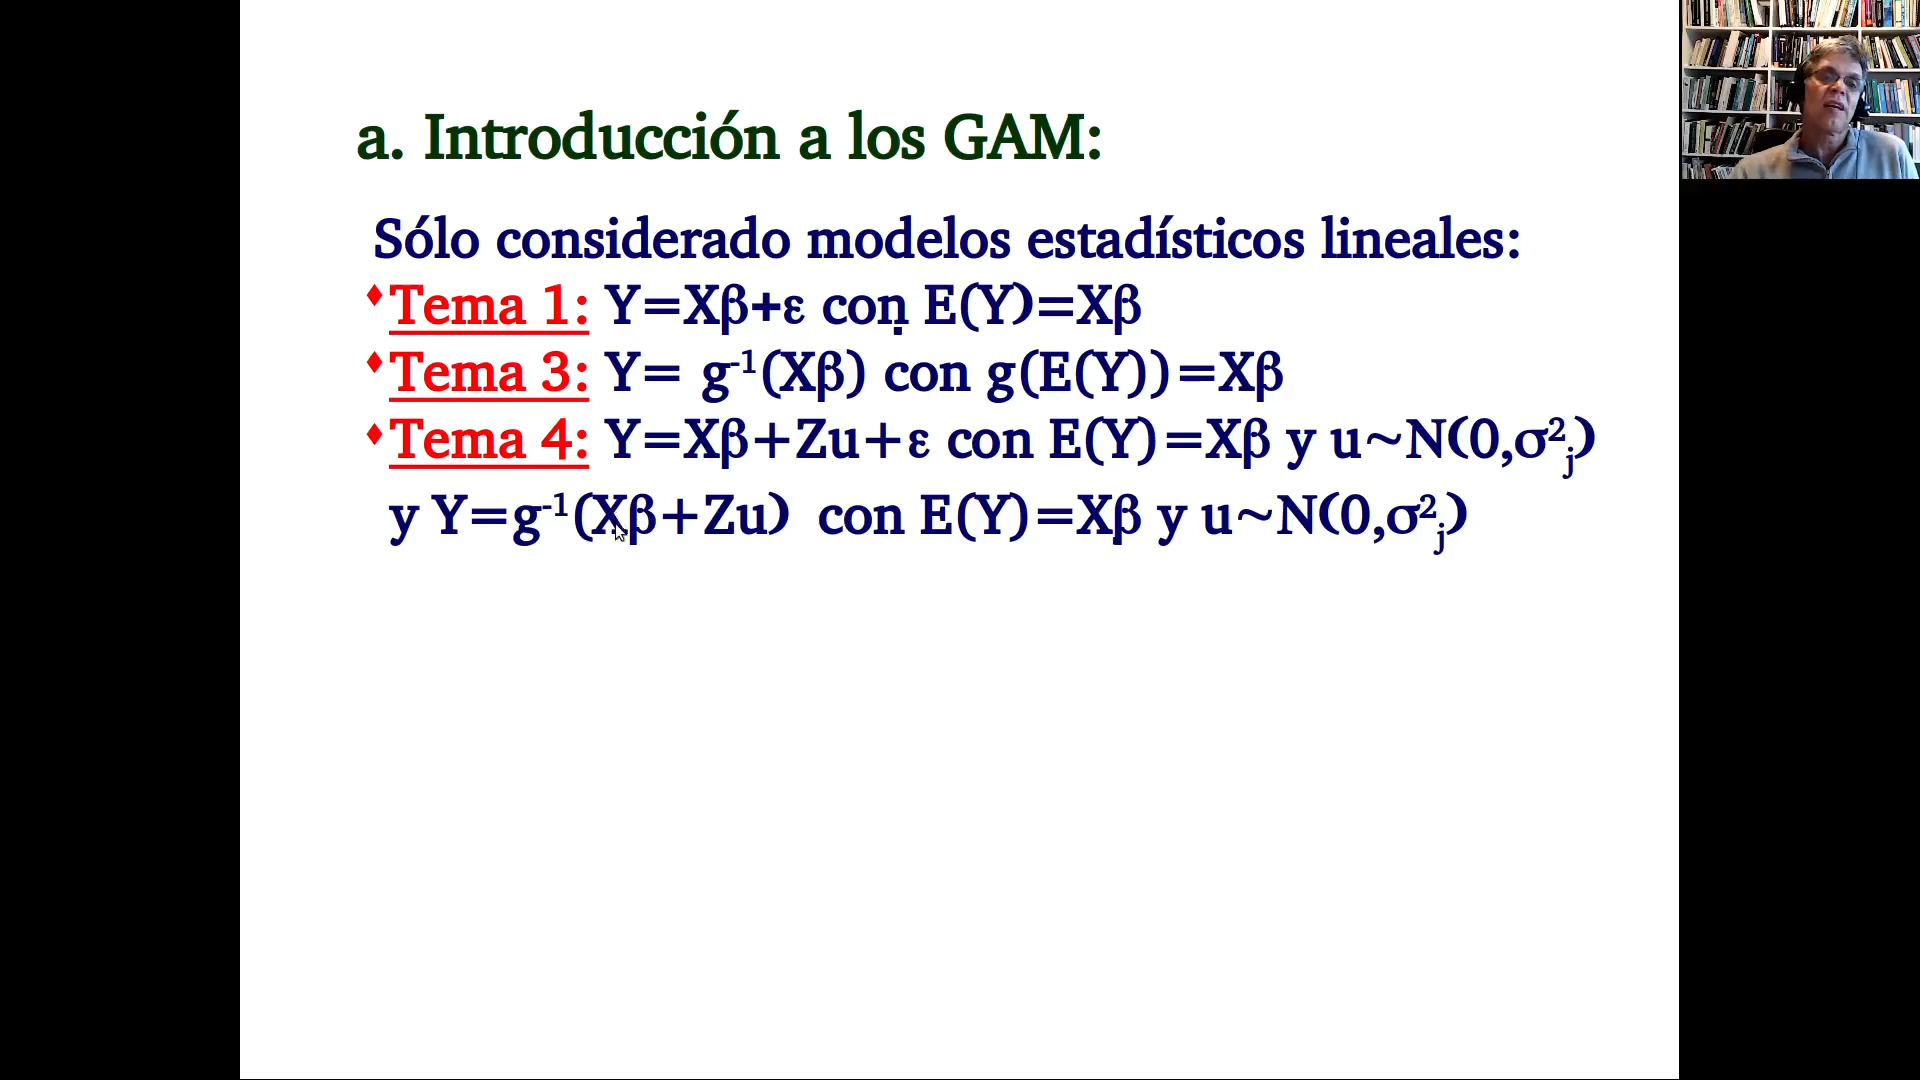 a. Introducción a los GAM:
Sólo considerado modelos estadísticos lineales:
♦Tema 1: Y=Xβ+ε con E(Y)=Xβ
♦Tema 3: Y= g⁻¹(Xβ) con g(E(Y))=Xβ
♦Tema 4: Y=Xβ+Zu+ε con E(Y)=Xβ y u~N(0,σ²ⱼ)
y Y=g⁻¹(Xβ+Zu) con E(Y)=Xβ y u~N(0,σ²ⱼ)